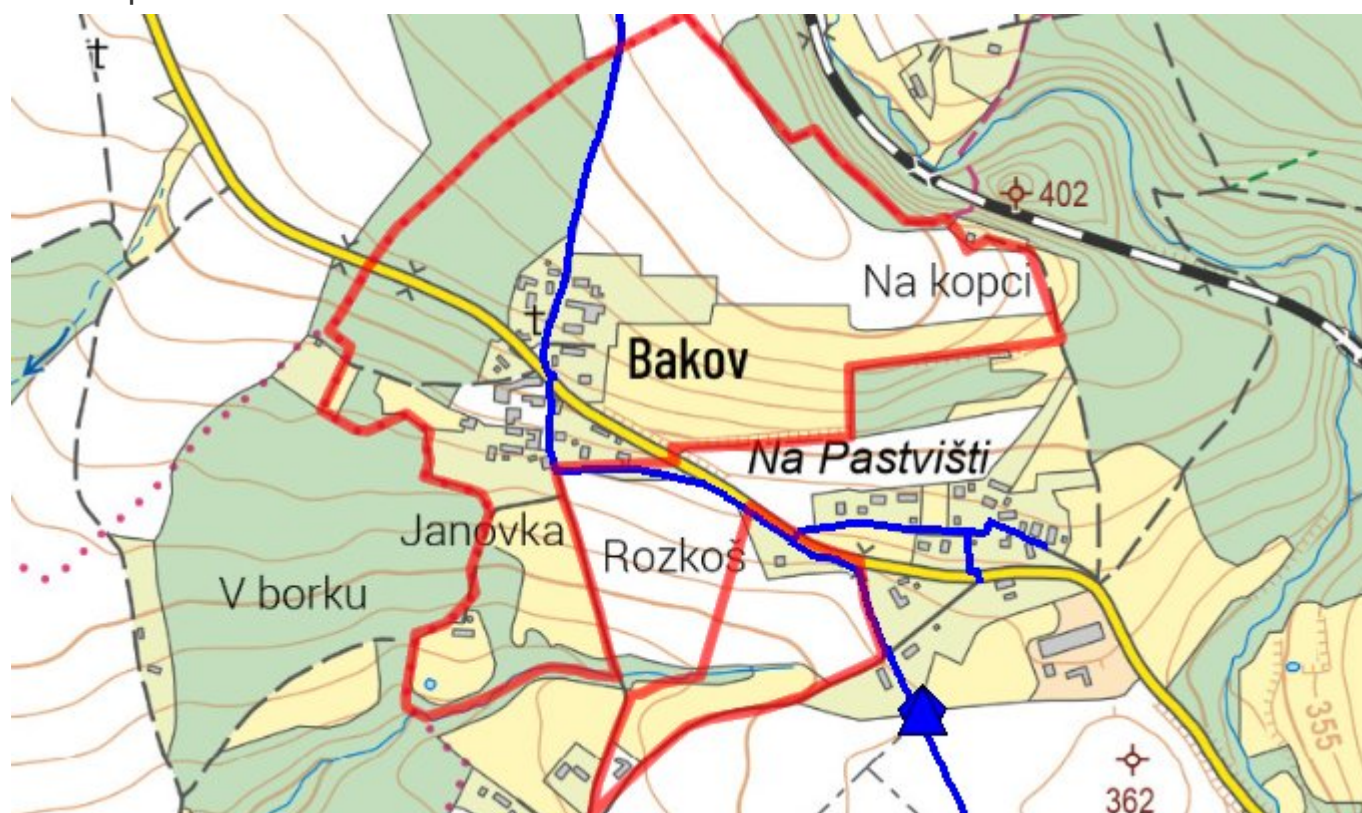 402
Na kopci
Bakov
Na Pastvišti
Janovka
Rozkoš
V borku
355
362